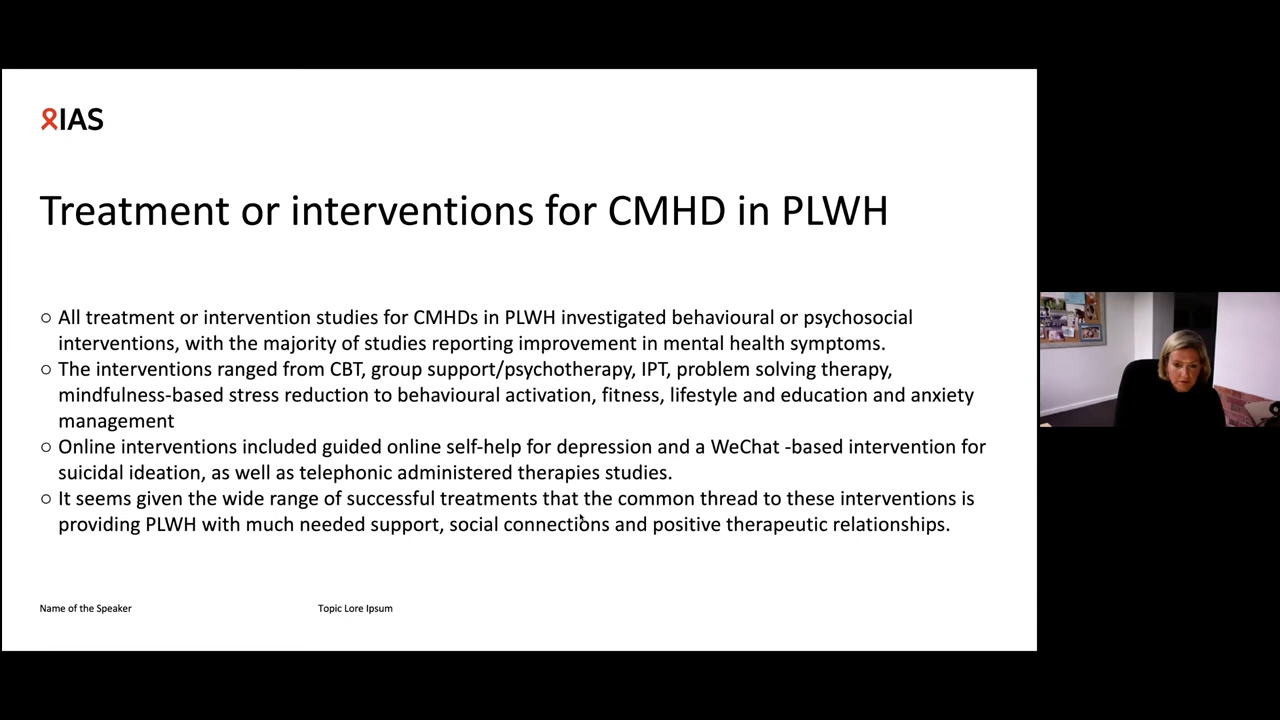 IAS
Treatment or interventions for CMHD in PLWH
○ All treatment or intervention studies for CMHDs in PLWH investigated behavioural or psychosocial
interventions, with the majority of studies reporting improvement in mental health symptoms.
○ The interventions ranged from CBT, group support/psychotherapy, IPT, problem solving therapy,
mindfulness-based stress reduction to behavioural activation, fitness, lifestyle and education and anxiety
management
○ Online interventions included guided online self-help for depression and a WeChat -based intervention for
suicidal ideation, as well as telephonic administered therapies studies.
○ It seems given the wide range of successful treatments that the common thread to these interventions is
providing PLWH with much needed support, social connections and positive therapeutic relationships.
Name of the Speaker
Topic Lore Ipsum